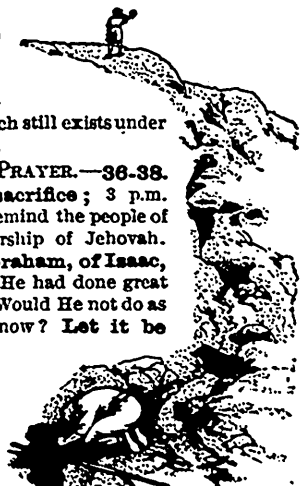 ch still exists under
PRAYER.—36-38.
sacrifice; 3 p.m.
emind the people of
rship of Jehovah.
raham, of Isaac,
He had done great
Would He not do as
now? Let it be